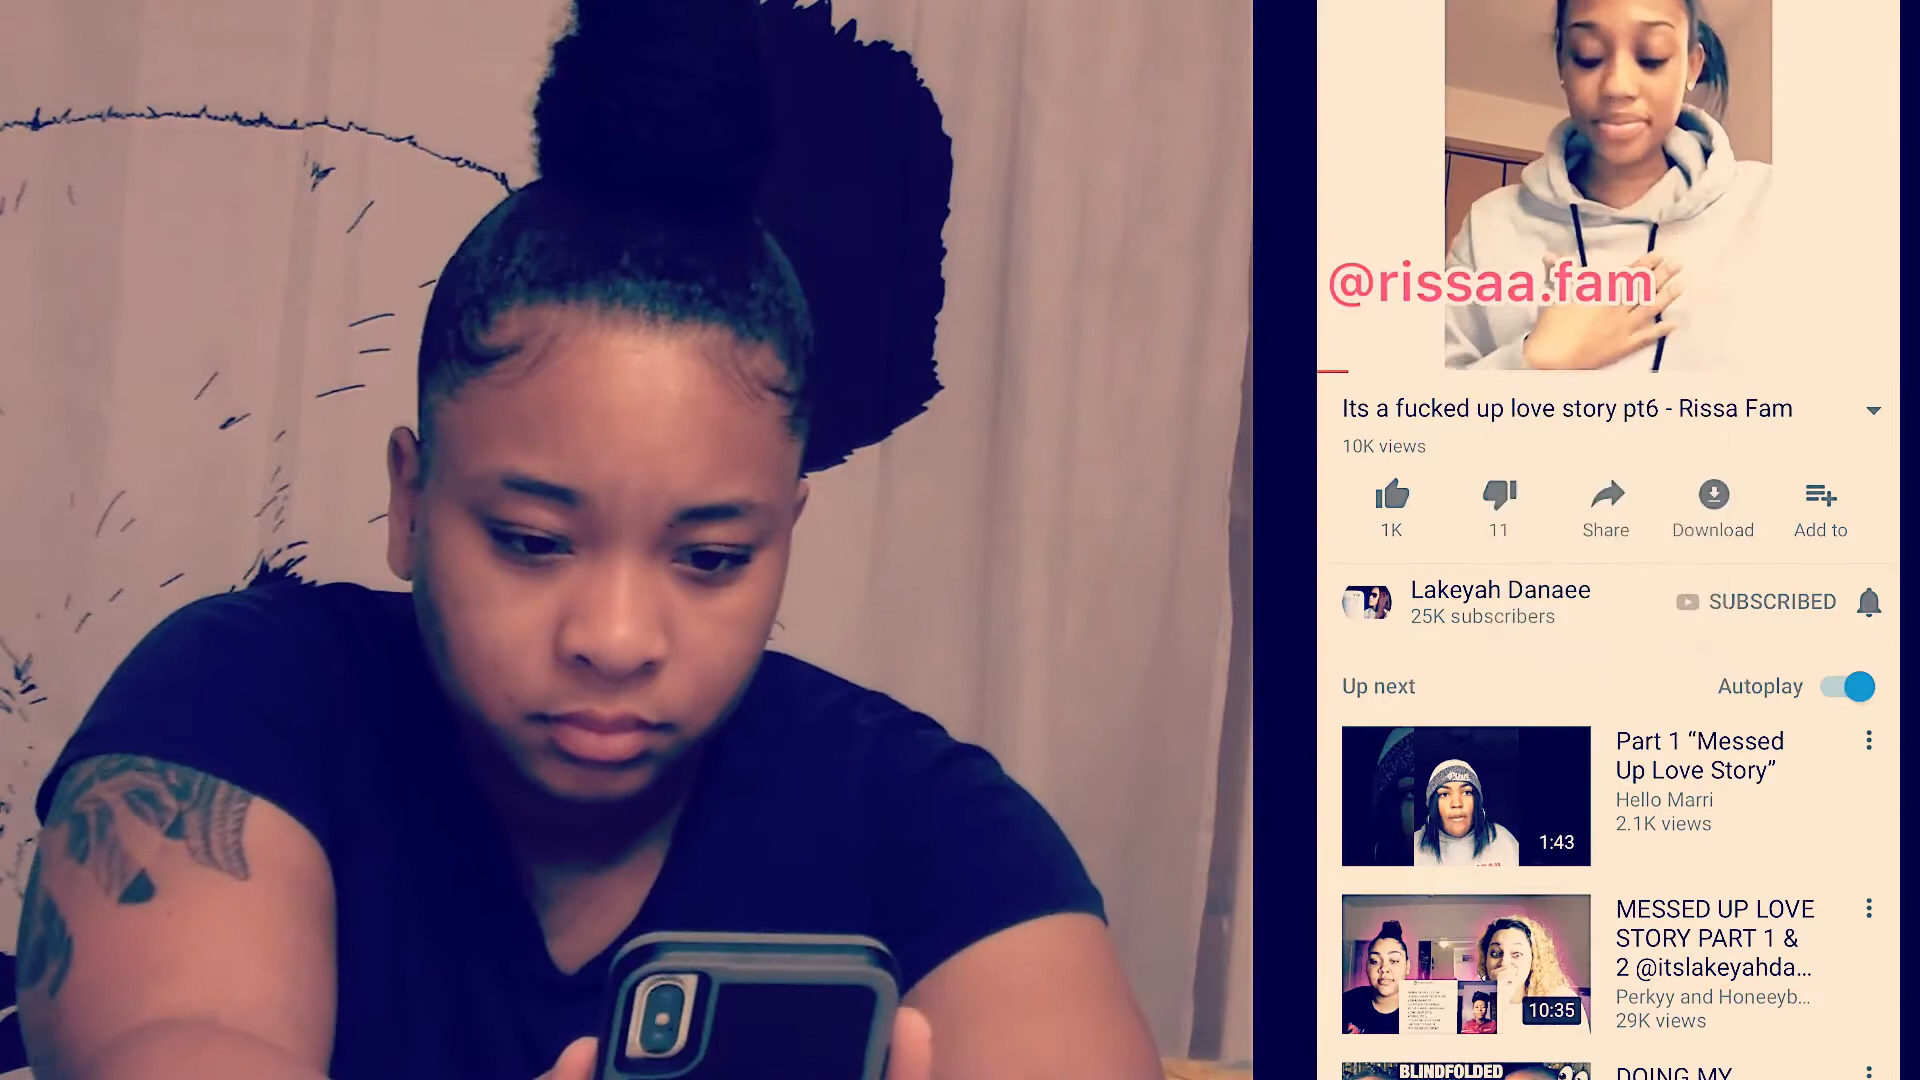 @rissaa.fam
Its a fucked up love story pt6 - Rissa Fam
10K views
1K
11
Share
Download
Add to
Lakeyah Danaee
25K subscribers
SUBSCRIBED
Up next
Autoplay
Part 1 “Messed
Up Love Story”
Hello Marri
2.1K views
1:43
MESSED UP LOVE
STORY PART 1 &
2 @itslakeyahda...
Perkyy and Honeeyb...
29K views
10:35
BLINDFOLDED
DOING MY